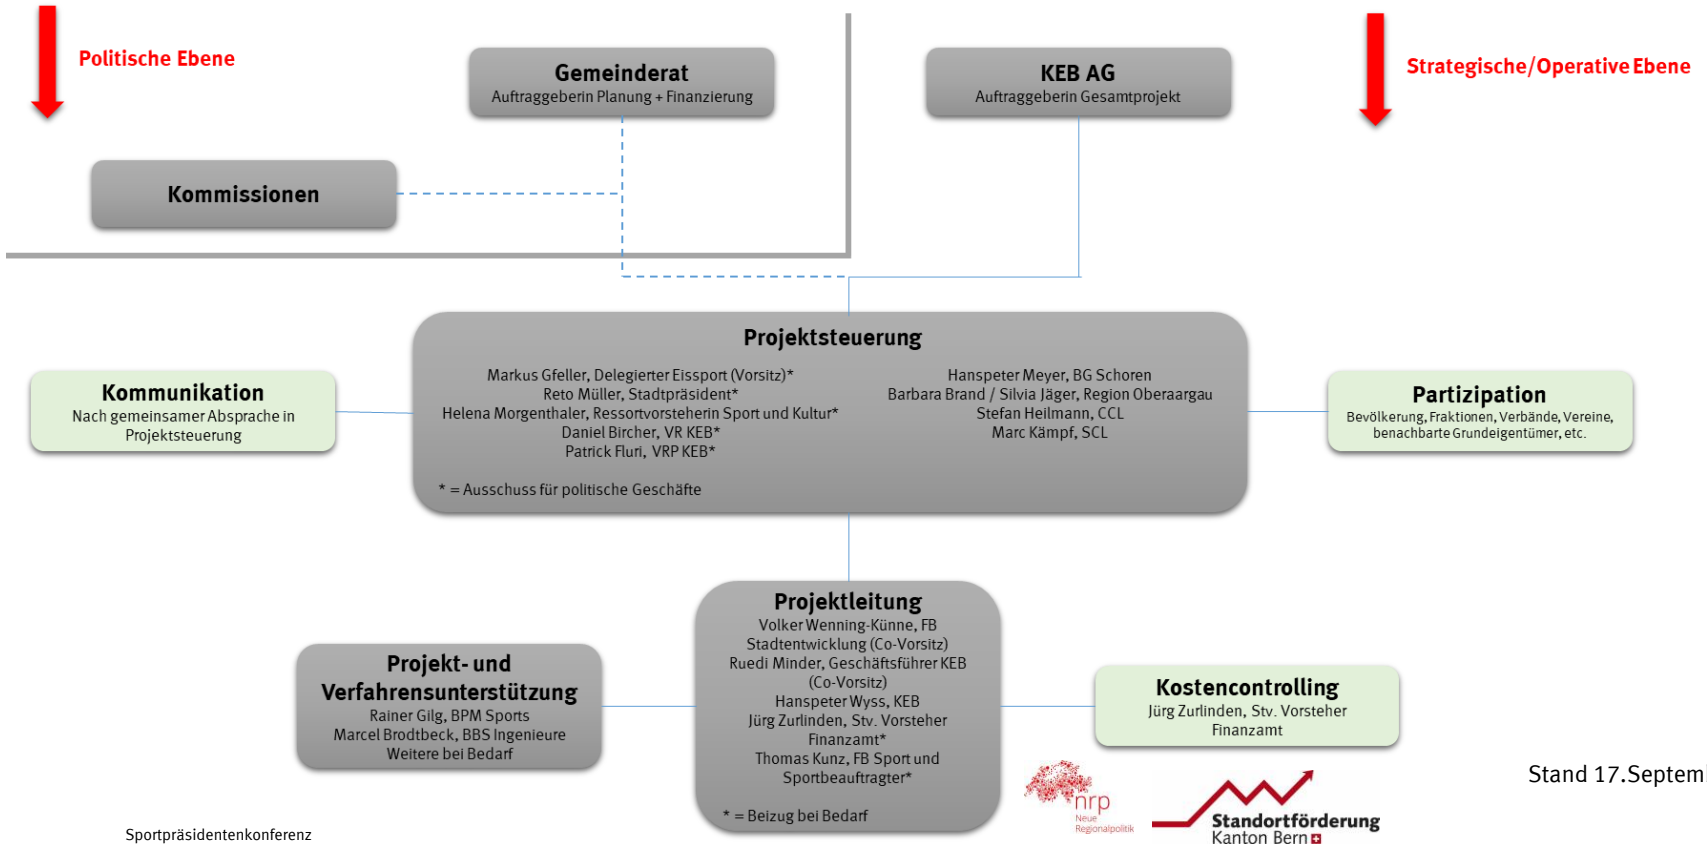 Politische Ebene
Gemeinderat
Auftraggeberin Planung + Finanzierung
KEB AG
Auftraggeberin Gesamtprojekt
Strategische/Operative Ebene
Kommissionen
Projektsteuerung
Markus Gfeller, Delegierter Eissport (Vorsitz)*
Reto Müller, Stadtpräsident*
Helena Morgenthaler, Ressortvorsteherin Sport und Kultur*
Daniel Bircher, VR KEB*
Patrick Fluri, VRP KEB*
* = Ausschuss für politische Geschäfte
Hanspeter Meyer, BG Schoren
Barbara Brand / Silvia Jäger, Region Oberaargau
Stefan Heilmann, CCL
Marc Kämpf, SCL
Kommunikation
Nach gemeinsamer Absprache in
Projektsteuerung
Partizipation
Bevölkerung, Fraktionen, Verbände, Vereine,
benachbarte Grundeigentümer, etc.
Projektleitung
Volker Wenning-Künne, FB
Stadtentwicklung (Co-Vorsitz)
Ruedi Minder, Geschäftsführer KEB
(Co-Vorsitz)
Hanspeter Wyss, KEB
Jürg Zurlinden, Stv. Vorsteher
Finanzamt*
Thomas Kunz, FB Sport und
Sportbeauftragter*
* = Beizug bei Bedarf
Projekt- und
Verfahrensunterstützung
Rainer Gilg, BPM Sports
Marcel Brodtbeck, BBS Ingenieure
Weitere bei Bedarf
Kostencontrolling
Jürg Zurlinden, Stv. Vorsteher
Finanzamt
nrp
Neue
Regionalpolitik
Standortförderung
Kanton Bern
Stand 17.Septem
Sportpräsidentenkonferenz